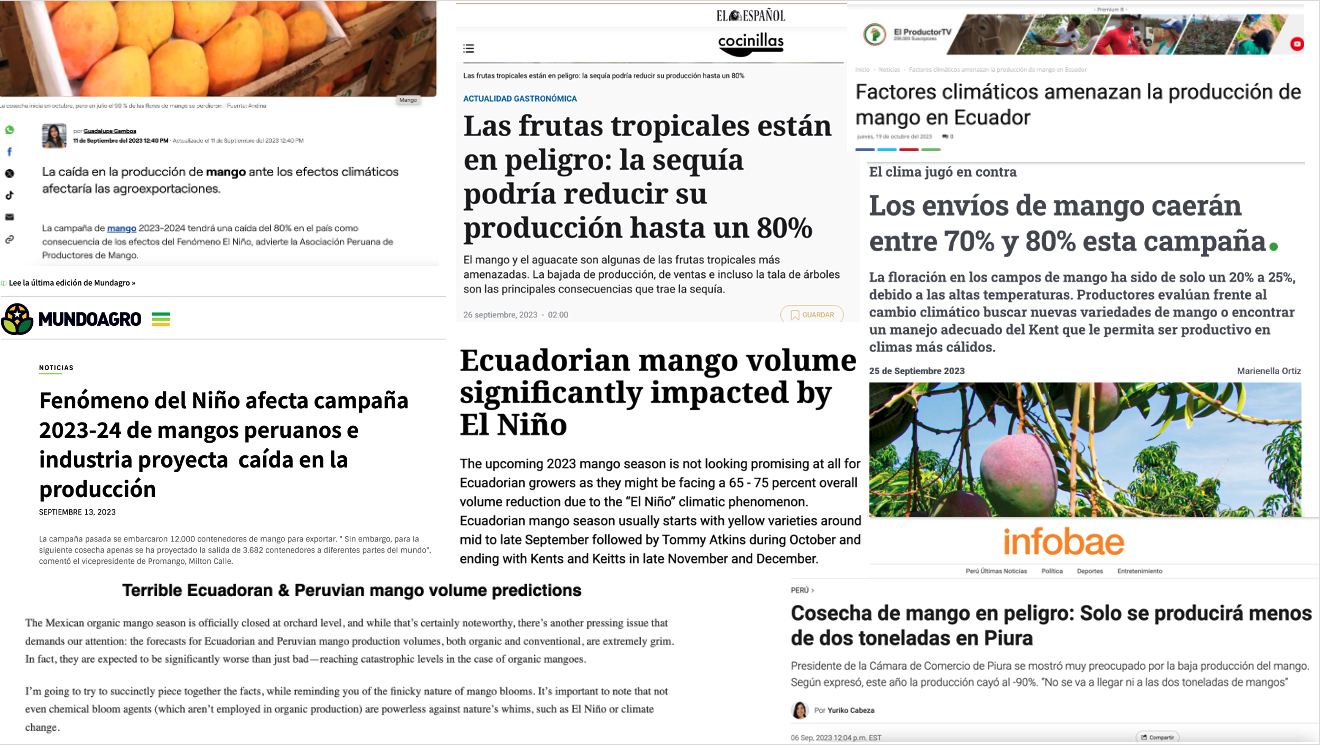 La cosecha inicia en octubre, pero en julio el 98 % de las flores de mango se perdieron. · Fuente: Andina
Mango
por Guadalupe Gamboa
11 de Septiembre del 2023 12:40 PM · Actualizado el 11 de Septiembre del 2023 12:40 PM
La caída en la producción de mango ante los efectos climáticos
afectaría las agroexportaciones.
La campaña de mango 2023-2024 tendrá una caída del 80% en el país como
consecuencia de los efectos del Fenómeno El Niño, advierte la Asociación Peruana de
Productores de Mango.
Lee la última edición de Mundagro »
MUNDOAGRO
NOTICIAS
Fenómeno del Niño afecta campaña
2023-24 de mangos peruanos e
industria proyecta caída en la
producción
SEPTIEMBRE 13, 2023
La campaña pasada se embarcaron 12.000 contenedores de mango para exportar. " Sin embargo, para la
siguiente cosecha apenas se ha proyectado la salida de 3.682 contenedores a diferentes partes del mundo",
comentó el vicepresidente de Promango, Milton Calle.
EL ESPAÑOL
cocinillas
Las frutas tropicales están en peligro: la sequía podría reducir su producción hasta un 80%
ACTUALIDAD GASTRONÓMICA
Las frutas tropicales están
en peligro: la sequía
podría reducir su
producción hasta un 80%
El mango y el aguacate son algunas de las frutas tropicales más
amenazadas. La bajada de producción, de ventas e incluso la tala de árboles
son las principales consecuencias que trae la sequía.
26 septiembre, 2023 - 02:00
GUARDAR
Ecuadorian mango volume
significantly impacted by
El Niño
The upcoming 2023 mango season is not looking promising at all for
Ecuadorian growers as they might be facing a 65 - 75 percent overall
volume reduction due to the “El Niño” climatic phenomenon.
Ecuadorian mango season usually starts with yellow varieties around
mid to late September followed by Tommy Atkins during October and
ending with Kents and Keitts in late November and December.
- Premium B -
El ProductorTV
Suscriptores
Inicio › Noticias › Factores climáticos amenazan la producción de mango en Ecuador
Factores climáticos amenazan la producción de
mango en Ecuador
jueves, 19 de octubre del 2023 0
El clima jugó en contra
Los envíos de mango caerán
entre 70% y 80% esta campaña.
La floración en los campos de mango ha sido de solo un 20% a 25%,
debido a las altas temperaturas. Productores evalúan frente al
cambio climático buscar nuevas variedades de mango o encontrar
un manejo adecuado del Kent que le permita ser productivo en
climas más cálidos.
25 de Septiembre 2023 Marienella Ortiz
infobae
Perú Últimas Noticias Política Deportes Entretenimiento
PERÚ ›
Cosecha de mango en peligro: Solo se producirá menos
de dos toneladas en Piura
Presidente de la Cámara de Comercio de Piura se mostró muy preocupado por la baja producción del mango.
Según expresó, este año la producción cayó al -90%. “No se va a llegar ni a las dos toneladas de mangos”
Por Yuriko Cabeza
06 Sep, 2023 12:04 p.m. EST
Compartir
Terrible Ecuadoran & Peruvian mango volume predictions
The Mexican organic mango season is officially closed at orchard level, and while that’s certainly noteworthy, there’s another pressing issue that
demands our attention: the forecasts for Ecuadorian and Peruvian mango production volumes, both organic and conventional, are extremely grim.
In fact, they are expected to be significantly worse than just bad—reaching catastrophic levels in the case of organic mangoes.
I’m going to try to succinctly piece together the facts, while reminding you of the finicky nature of mango blooms. It’s important to note that not
even chemical bloom agents (which aren’t employed in organic production) are powerless against nature’s whims, such as El Niño or climate
change.